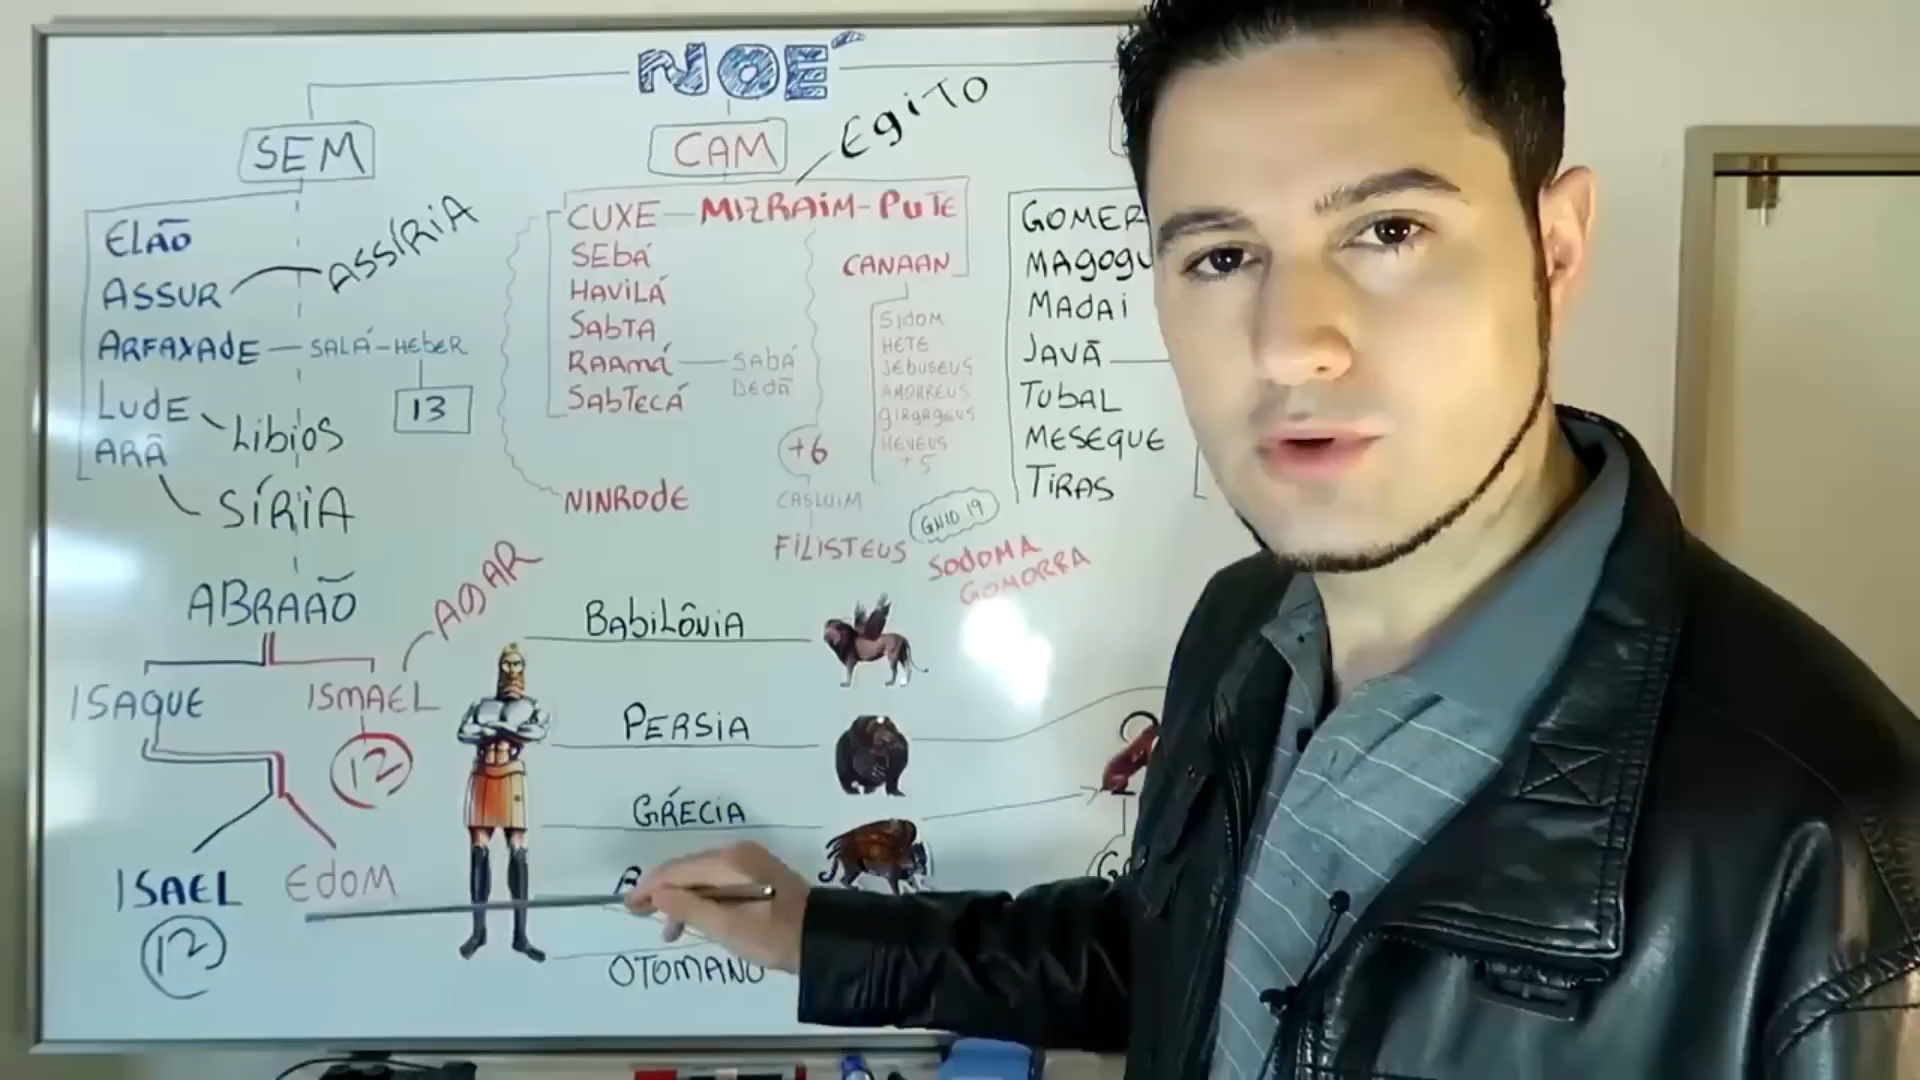 NOÉ
EgiTO
SEM
CAM
ELÃO
ASSUR
ASSÍRIA
ARFAXADE
SALÁ-HEBER
13
LUDE
LIBIOS
ARÃ
SÍRIA
CUXE MIZRAIM-PUTE
SEBÁ
HAVILÁ
SABTA
RAAMÁ SABÁ
DEDÃ
SABTECÁ
NINRODE
CANAAN
SIDOM
HETE
JEBUSEUS
AMORREUS
GIRGAGEUS
HEVEUS
+5
+6
CASLUIM
FILISTEUS
GN10 19
SODOMA
GOMORRA
GOMER
MAGOGU
MADAI
JAVÃ
TUBAL
MESEQUE
TIRAS
ABRAÃO
AGAR
ISAQUE
ISMAEL
12
ISAEL
12
EDOM
BABILÔNIA
PERSIA
GRÉCIA
OTOMANO